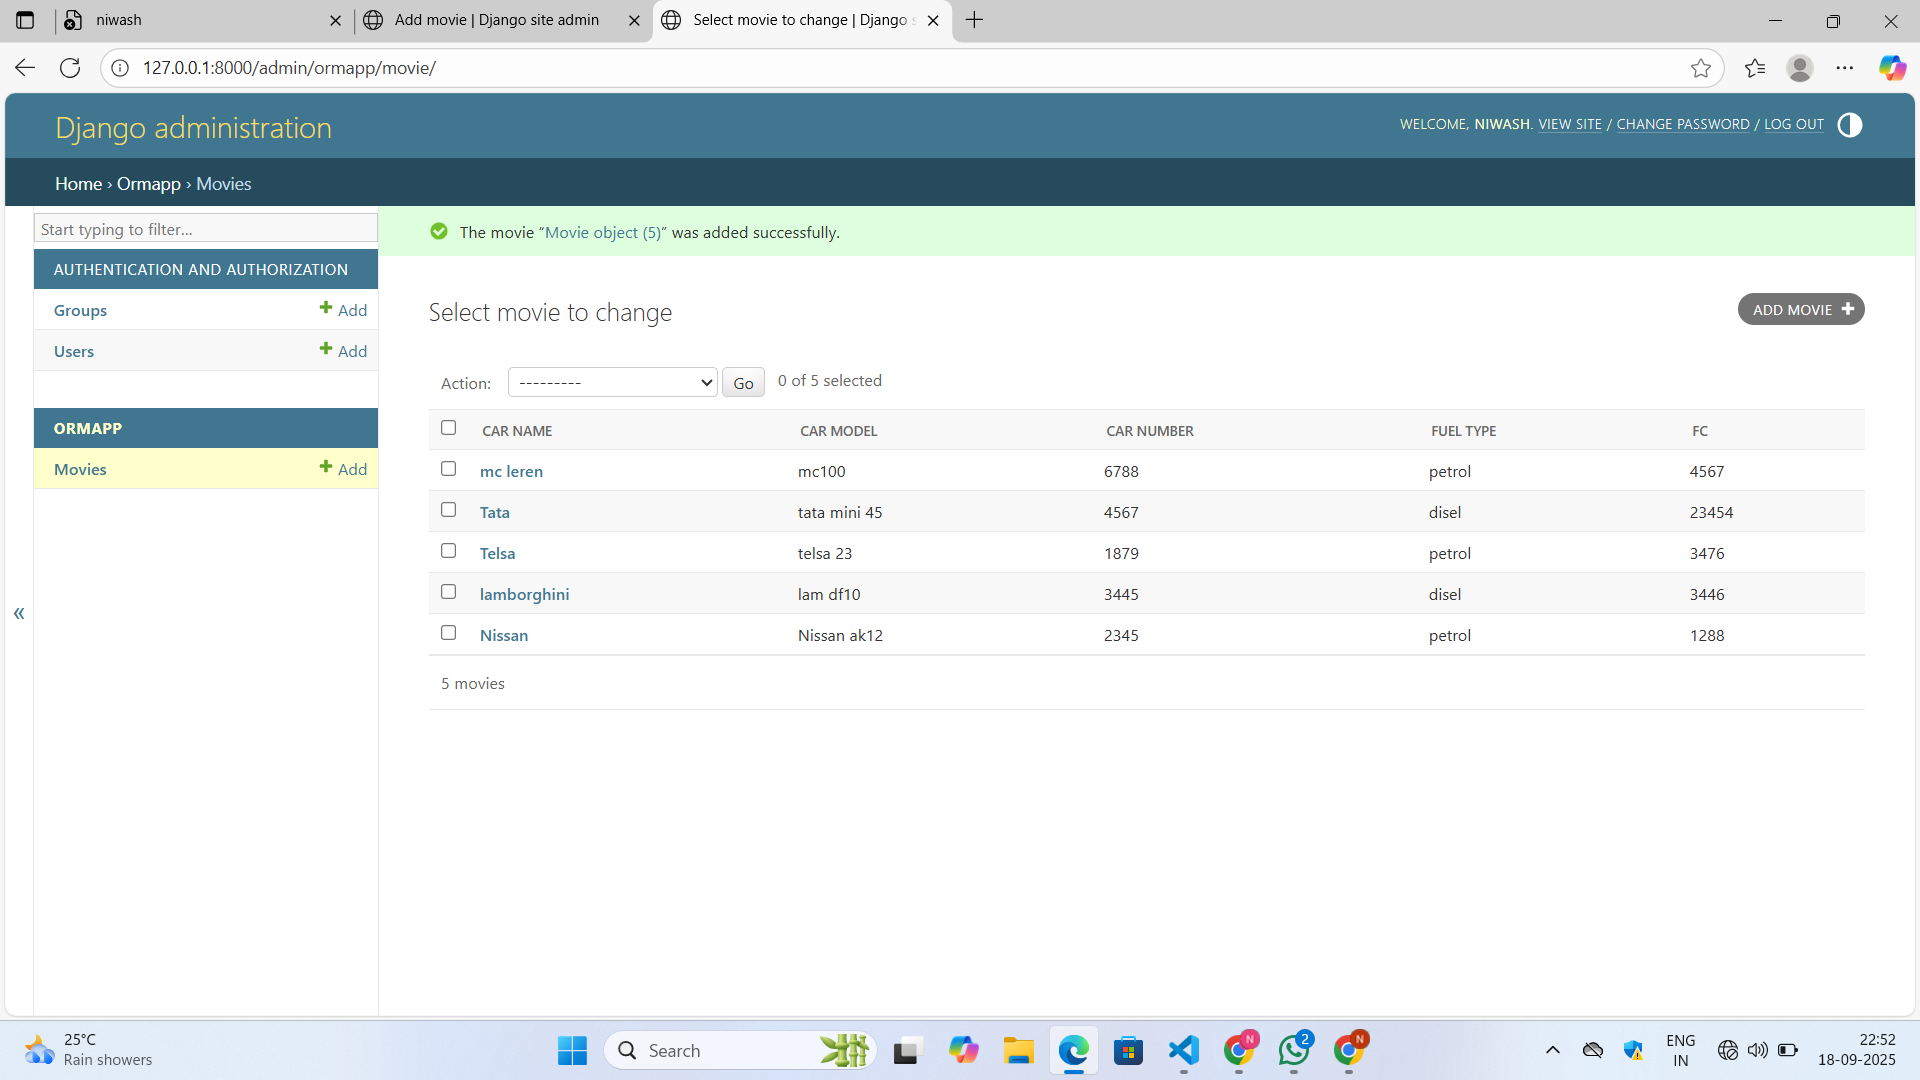 niwash
Add movie | Django site admin
Select movie to change | Django s
127.0.0.1:8000/admin/ormapp/movie/
Django administration
WELCOME, NIWASH. VIEW SITE / CHANGE PASSWORD / LOG OUT
Home › Ormapp › Movies
Start typing to filter...
AUTHENTICATION AND AUTHORIZATION
Groups + Add
Users + Add
ORMAPP
Movies + Add
«
The movie “Movie object (5)” was added successfully.
Select movie to change
ADD MOVIE +
Action: --------- Go 0 of 5 selected
CAR NAME CAR MODEL CAR NUMBER FUEL TYPE FC
mc leren mc100 6788 petrol 4567
Tata tata mini 45 4567 disel 23454
Telsa telsa 23 1879 petrol 3476
lamborghini lam df10 3445 disel 3446
Nissan Nissan ak12 2345 petrol 1288
5 movies
25°C
Rain showers
Search
N
2
N
ENG
IN
22:52
18-09-2025